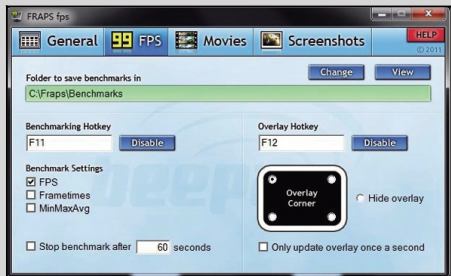 FRAPS fps
General 99 FPS Movies Screenshots HELP
© 2011
Folder to save benchmarks in Change View
C:\Fraps\Benchmarks
Benchmarking Hotkey Overlay Hotkey
F11 Disable F12 Disable
Benchmark Settings
FPS
Frametimes
MinMaxAvg
Overlay
Corner
Hide overlay
Stop benchmark after 60 seconds Only update overlay once a second